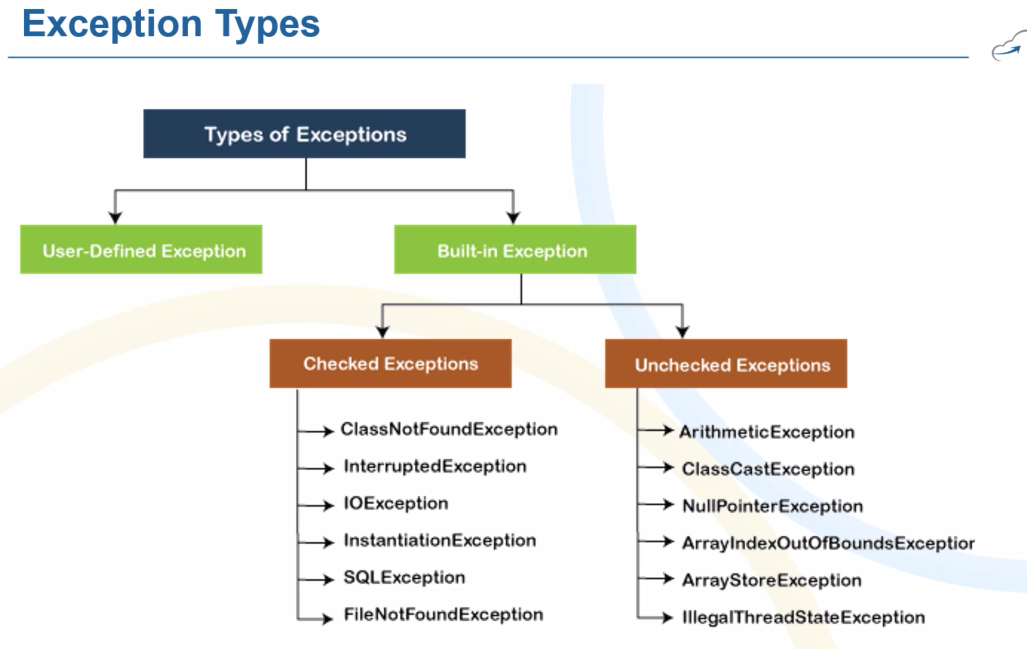 Exception Types
Types of Exceptions
User-Defined Exception
Built-in Exception
Checked Exceptions
Unchecked Exceptions
ClassNotFoundException
InterruptedException
IOException
InstantiationException
SQLException
FileNotFoundException
ArithmeticException
ClassCastException
NullPointerException
ArrayIndexOutOfBoundsException
ArrayStoreException
IllegalThreadStateException